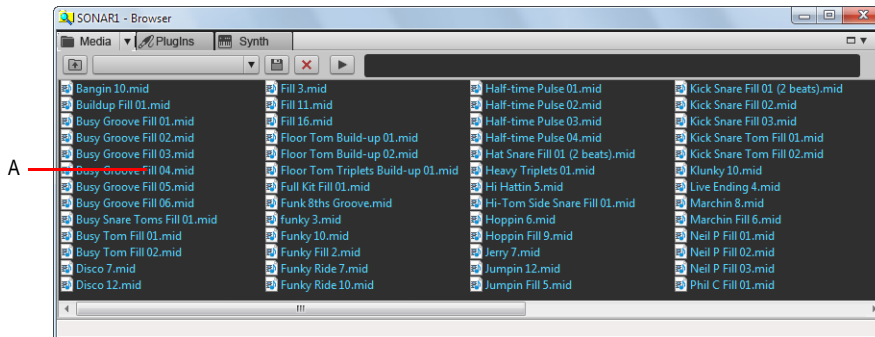 SONAR1 - Browser
Media PlugIns Synth
Bangin 10.mid
Buildup Fill 01.mid
Busy Groove Fill 01.mid
Busy Groove Fill 02.mid
Busy Groove Fill 03.mid
Busy Groove Fill 04.mid
Busy Groove Fill 05.mid
Busy Groove Fill 06.mid
Busy Snare Toms Fill 01.mid
Busy Tom Fill 01.mid
Busy Tom Fill 02.mid
Disco 7.mid
Disco 12.mid
Fill 3.mid
Fill 11.mid
Fill 16.mid
Floor Tom Build-up 01.mid
Floor Tom Build-up 02.mid
Floor Tom Triplets Build-up 01.mid
Full Kit Fill 01.mid
Funk 8ths Groove.mid
funky 3.mid
Funky 10.mid
Funky Fill 2.mid
Funky Ride 7.mid
Funky Ride 10.mid
Half-time Pulse 01.mid
Half-time Pulse 02.mid
Half-time Pulse 03.mid
Half-time Pulse 04.mid
Hat Snare Fill 01 (2 beats).mid
Heavy Triplets 01.mid
Hi Hattin 5.mid
Hi-Tom Side Snare Fill 01.mid
Hoppin 6.mid
Hoppin Fill 9.mid
Jerry 7.mid
Jumpin 12.mid
Jumpin Fill 5.mid
Kick Snare Fill 01 (2 beats).mid
Kick Snare Fill 02.mid
Kick Snare Fill 03.mid
Kick Snare Tom Fill 01.mid
Kick Snare Tom Fill 02.mid
Klunky 10.mid
Live Ending 4.mid
Marchin 8.mid
Marchin Fill 6.mid
Neil P Fill 01.mid
Neil P Fill 02.mid
Neil P Fill 03.mid
Phil C Fill 01.mid
A